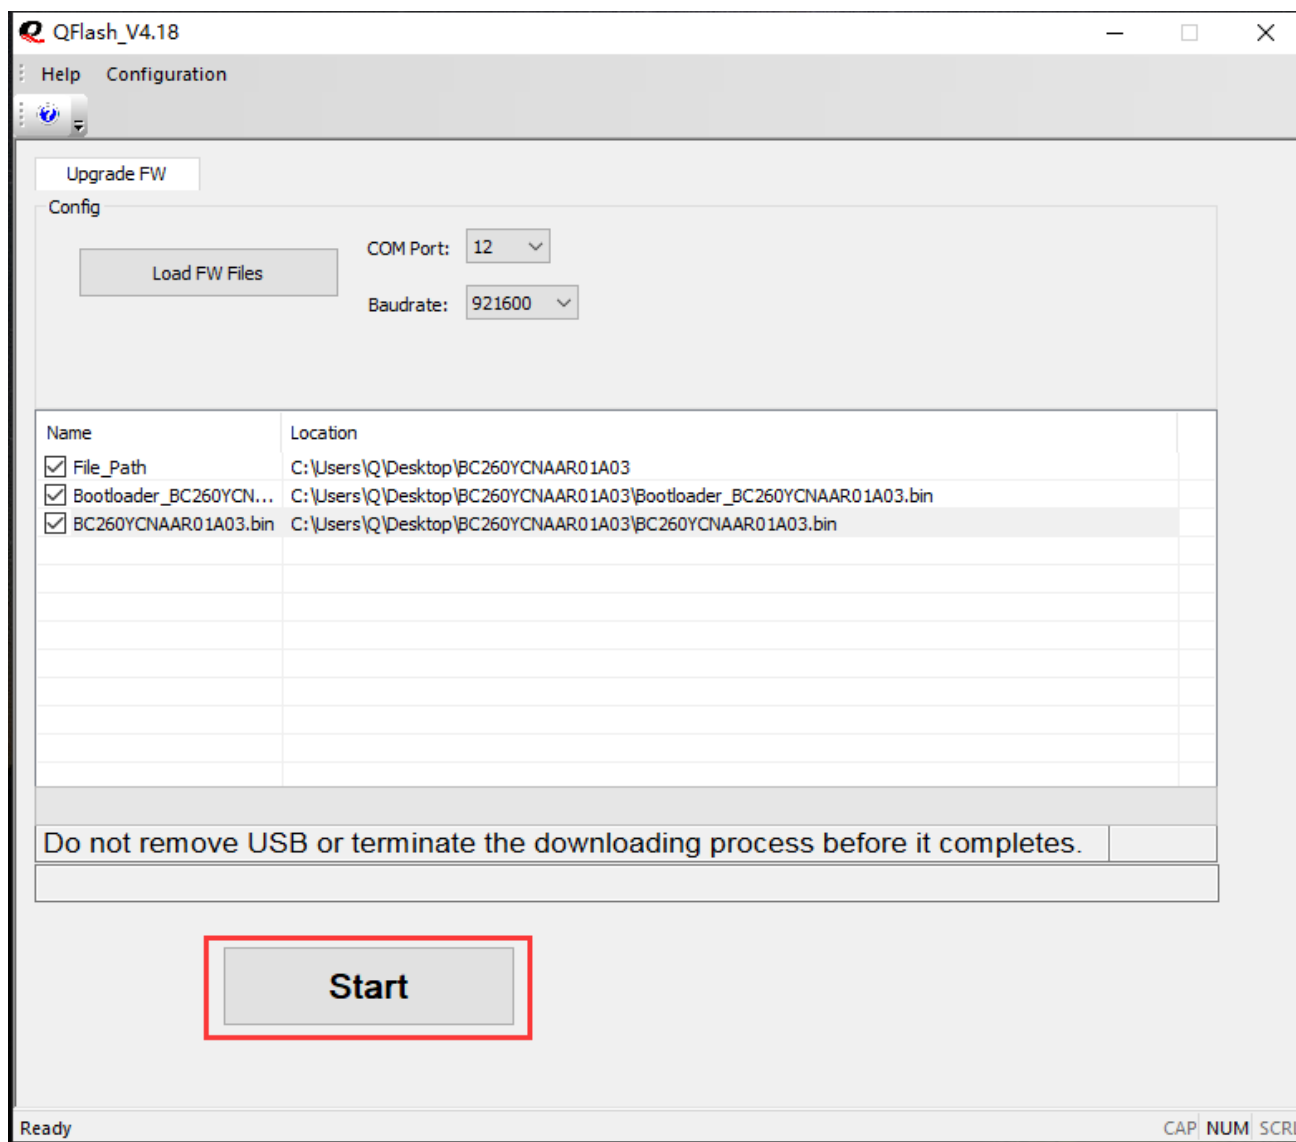 QFlash_V4.18
Help Configuration
Upgrade FW
Config
Load FW Files
COM Port: 12
Baudrate: 921600
Name Location
File_Path C:\Users\Q\Desktop\BC260YCNAAR01A03
Bootloader_BC260YCN... C:\Users\Q\Desktop\BC260YCNAAR01A03\Bootloader_BC260YCNAAR01A03.bin
BC260YCNAAR01A03.bin C:\Users\Q\Desktop\BC260YCNAAR01A03\BC260YCNAAR01A03.bin
Do not remove USB or terminate the downloading process before it completes.
Start
Ready CAP NUM SCRL